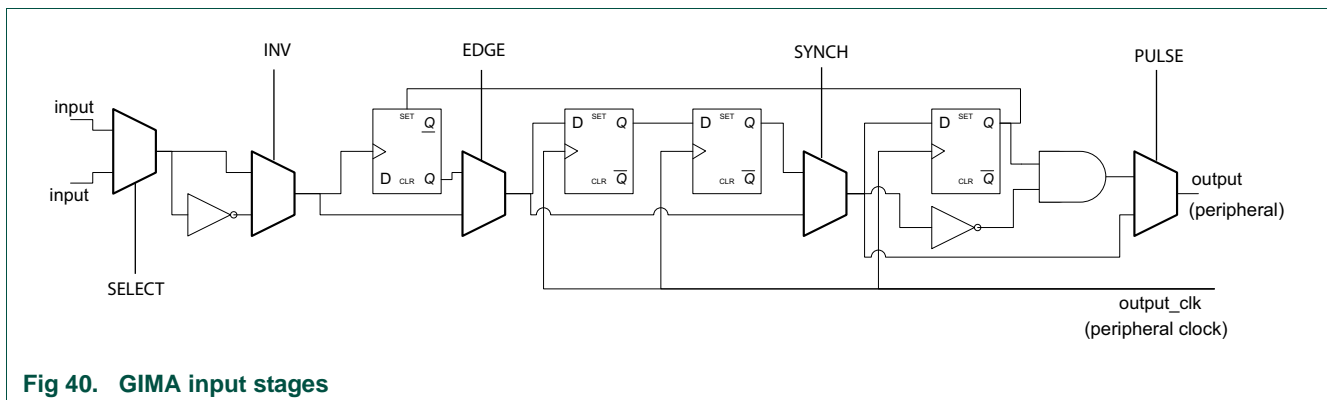 INV
EDGE
SYNCH
PULSE
input
input
SELECT
SET
Q
D
CLR
Q
D
SET
Q
CLR
Q
D
SET
Q
CLR
Q
D
SET
Q
CLR
Q
output
(peripheral)
output_clk
(peripheral clock)
Fig 40. GIMA input stages